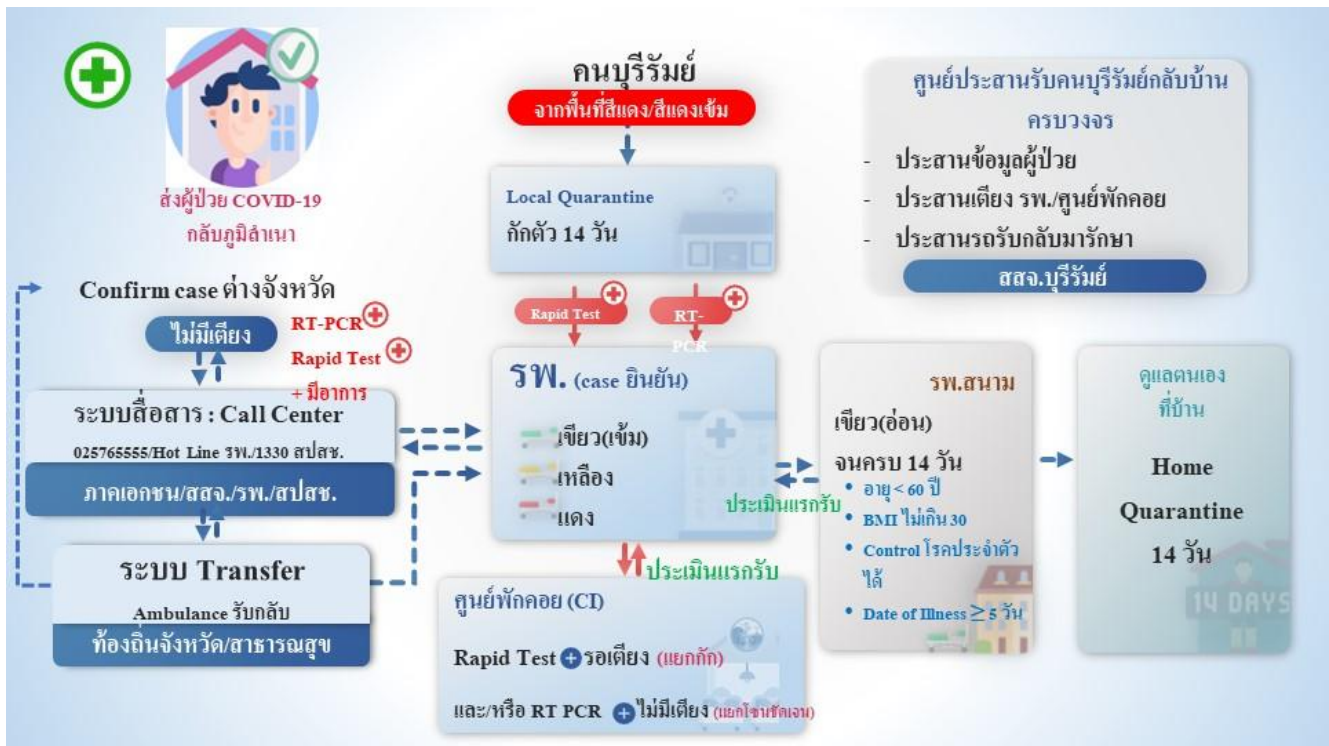 ส่งผู้ป่วย COVID-19
กลับภูมิลำเนา
คนบุรีรัมย์
จากพื้นที่สีแดง/สีแดงเข้ม
Local Quarantine
กักตัว 14 วัน
ศูนย์ประสานรับคนบุรีรัมย์กลับบ้าน
ครบวงจร
- ประสานข้อมูลผู้ป่วย
- ประสานเตียง รพ./ศูนย์พักคอย
- ประสานรถรับกลับมารักษา
สสจ.บุรีรัมย์
Confirm case ต่างจังหวัด
ไม่มีเตียง
RT-PCR
Rapid Test
+ มีอาการ
ระบบสื่อสาร : Call Center
025765555/Hot Line รพ./1330 สปสช.
ภาคเอกชน/สสจ./รพ./สปสช.
ระบบ Transfer
Ambulance รับกลับ
ท้องถิ่นจังหวัด/สาธารณสุข
Rapid Test
RT-
PCR
รพ. (case ยืนยัน)
เขียว(เข้ม)
เหลือง
แดง
ประเมินแรกรับ
ประเมินแรกรับ
ศูนย์พักคอย (CI)
Rapid Test + รอเตียง (แยกกัก)
และ/หรือ RT PCR + ไม่มีเตียง (แยกโซนชัดเจน)
รพ.สนาม
เขียว(อ่อน)
จนครบ 14 วัน
• อายุ < 60 ปี
• BMI ไม่เกิน 30
• Control โรคประจำตัว
ได้
• Date of Illness ≥ 5 วัน
ดูแลตนเอง
ที่บ้าน
Home
Quarantine
14 วัน
14 DAYS